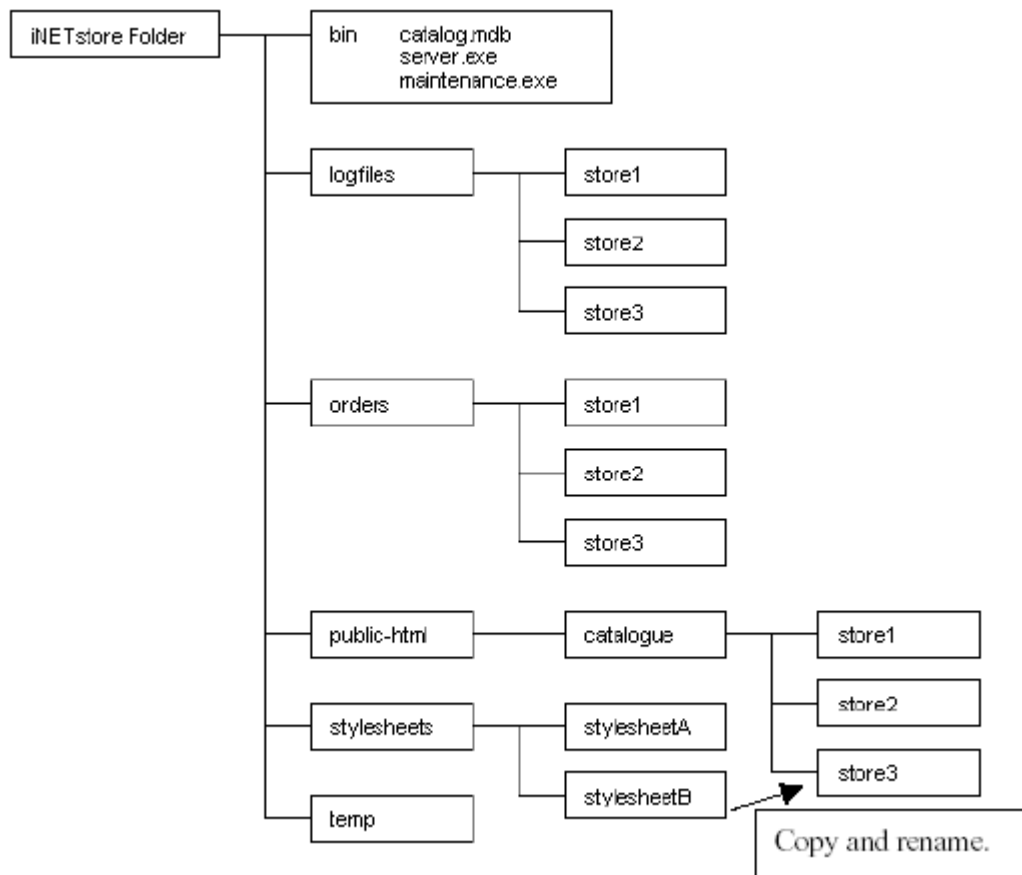 iNETstore Folder
bin catalog.mdb
server.exe
maintenance.exe
logfiles
store1
store2
store3
orders
store1
store2
store3
public-html
catalogue
store1
store2
store3
stylesheets
stylesheetA
stylesheetB
temp
Copy and rename.